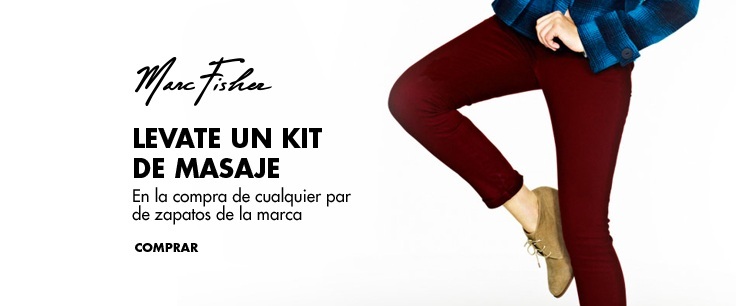 Marc Fisher
LEVATE UN KIT
DE MASAJE
En la compra de cualquier par
de zapatos de la marca
COMPRAR